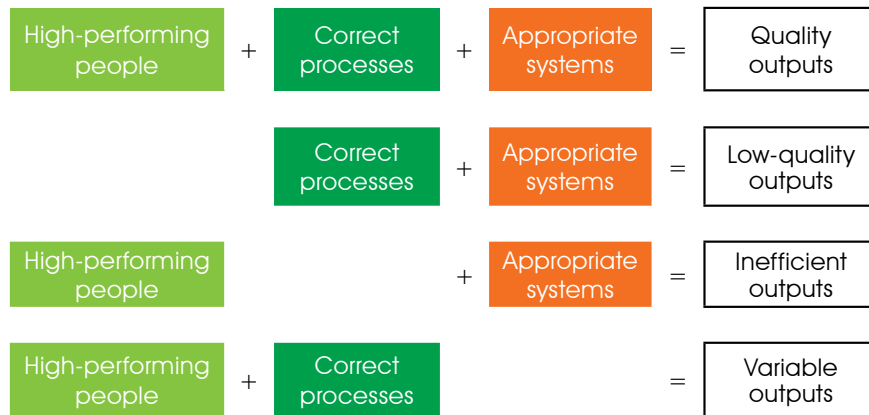 High-performing people + Correct processes + Appropriate systems = Quality outputs
Correct processes + Appropriate systems = Low-quality outputs
High-performing people + Appropriate systems = Inefficient outputs
High-performing people + Correct processes = Variable outputs